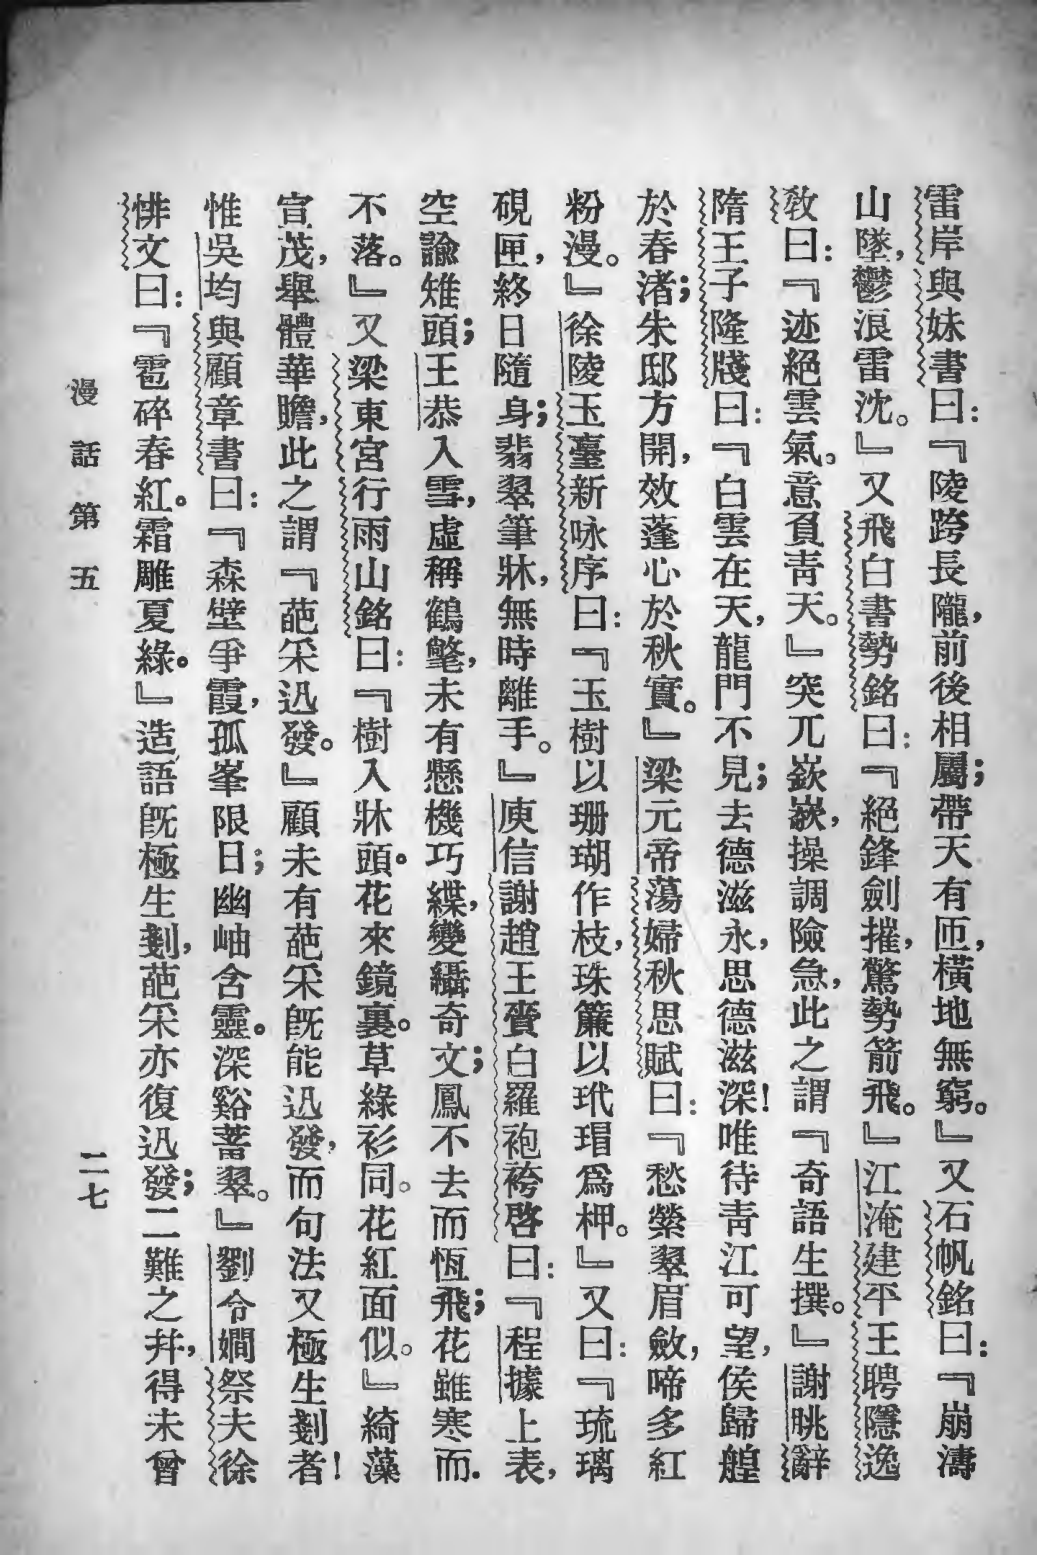 雷岸與妹書曰：『陵跨長隴，前後相屬；帶天有匝，橫地無窮。』又石帆銘曰：『崩濤
山墜，鬱浪雷沈。』又飛白書勢銘曰：『絕鋒劍摧，驚勢箭飛。』江淹建平王聘隱逸
敎曰：『迹絕雲氣。意負靑天。』突兀嶔嶔，操調險急，此之謂『奇語生撰。』謝朓辭
隋王子隆牋曰：『白雲在天，龍門不見；去德滋永，思德滋深！唯待靑江可望，侯歸艎
於春渚；朱邸方開，效蓬心於秋實。』梁元帝蕩婦秋思賦曰：『愁縈翠眉斂，啼多紅
粉漫。』徐陵玉臺新咏序曰：『玉樹以珊瑚作枝，珠簾以玳瑁爲柙。』又曰：『琉璃
硯匣，終日隨身；翡翠筆牀，無時離手。』庾信謝趙王賚白羅袍袴啓曰：『程據上表，
空諭雉頭；王恭入雪，虛稱鶴氅，未有懸機巧緤，變纙奇文；鳳不去而恆飛；花雖寒而.
不落。』又梁東宮行雨山銘曰：『樹入牀頭。花來鏡裏。草綠衫同。花紅面似。』綺藻
宣茂，舉體華贍，此之謂『葩采迅發。』顧未有葩采旣能迅發，而句法又極生剗者！
惟吳均與顧章書曰：『森壁爭霞，孤峯限日；幽岫含靈。深谿蓄翠。』劉令嫺祭夫徐
悱文曰：『雹碎春紅。霜雕夏綠。』造語旣極生剗，葩采亦復迅發；二難之幷，得未曾
漫話第五
二七